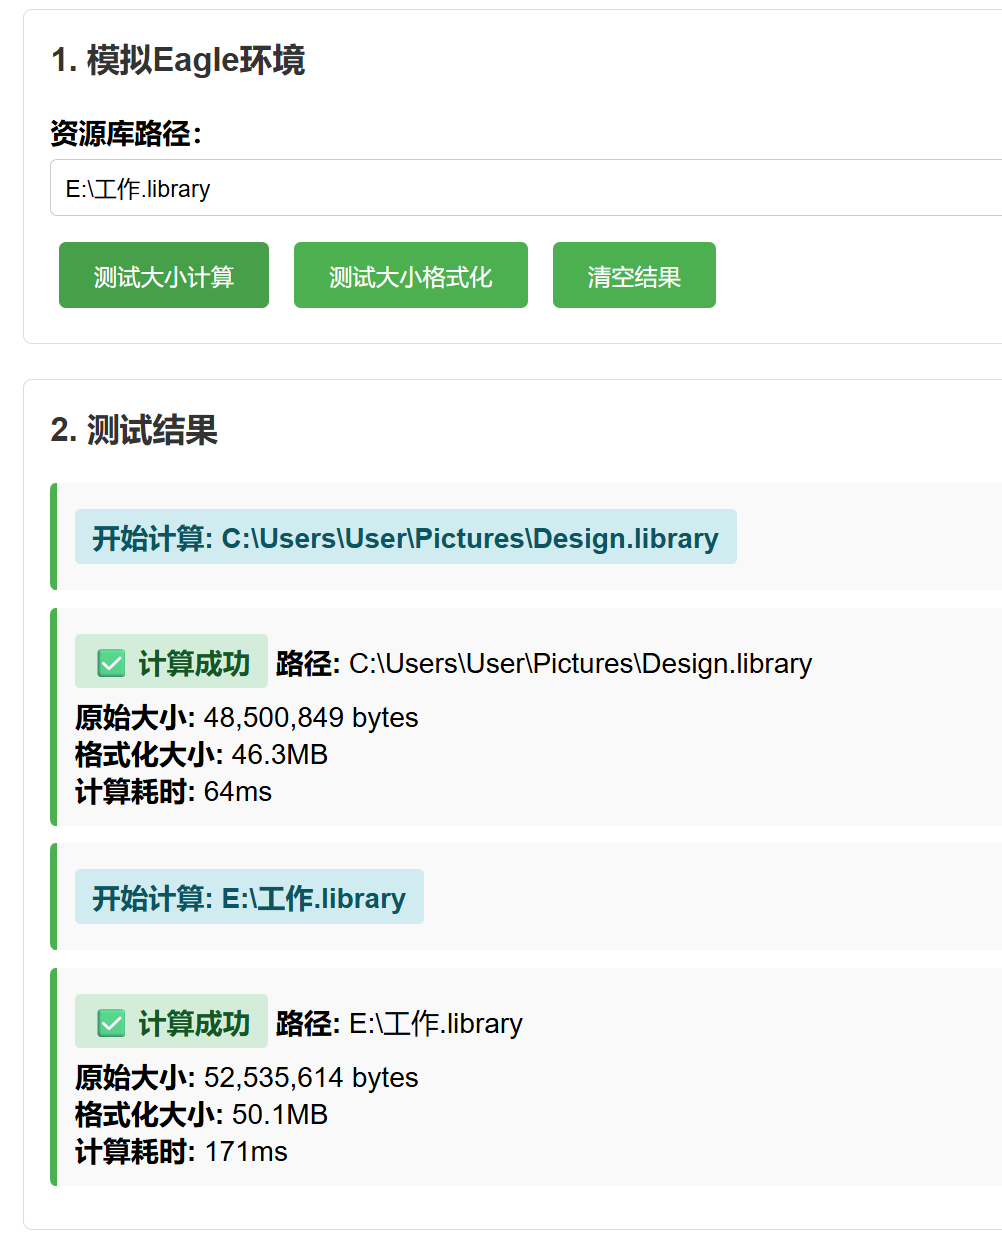 1. 模拟Eagle环境
资源库路径：
E:\工作.library
测试大小计算 测试大小格式化 清空结果
2. 测试结果
开始计算: C:\Users\User\Pictures\Design.library
✅ 计算成功 路径: C:\Users\User\Pictures\Design.library
原始大小: 48,500,849 bytes
格式化大小: 46.3MB
计算耗时: 64ms
开始计算: E:\工作.library
✅ 计算成功 路径: E:\工作.library
原始大小: 52,535,614 bytes
格式化大小: 50.1MB
计算耗时: 171ms